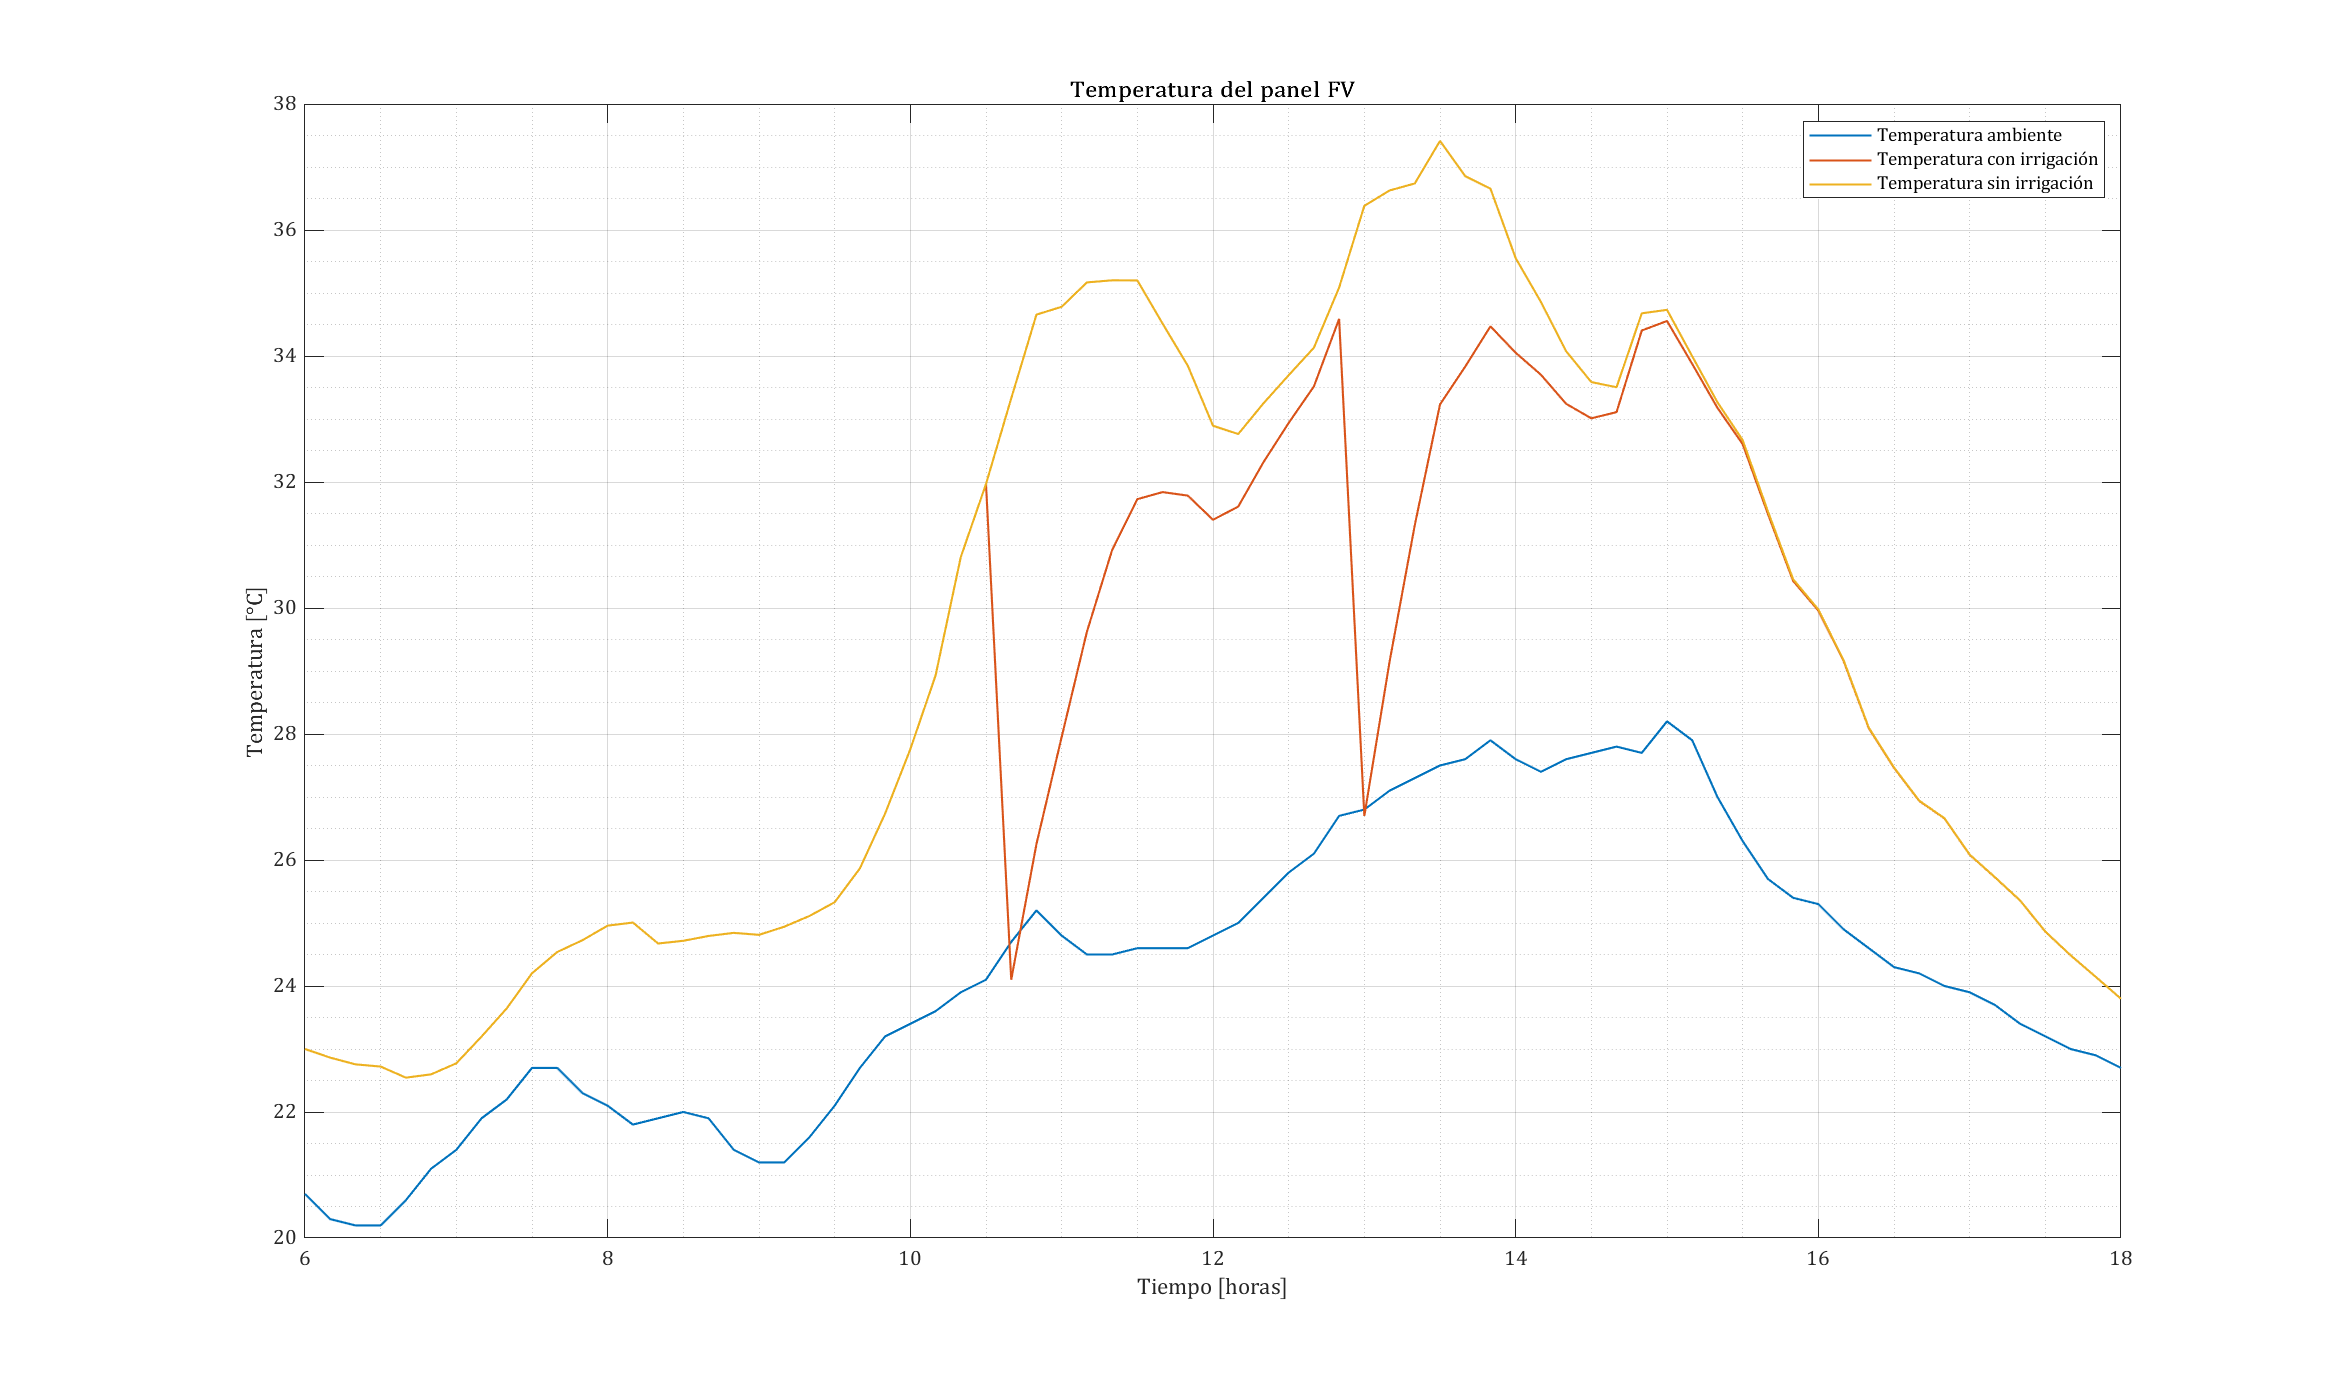 Temperatura del panel FV
Temperatura ambiente
Temperatura con irrigación
Temperatura sin irrigación
Temperatura [°C]
38
36
34
32
30
28
26
24
22
20
6 8 10 12 14 16 18
Tiempo [horas]